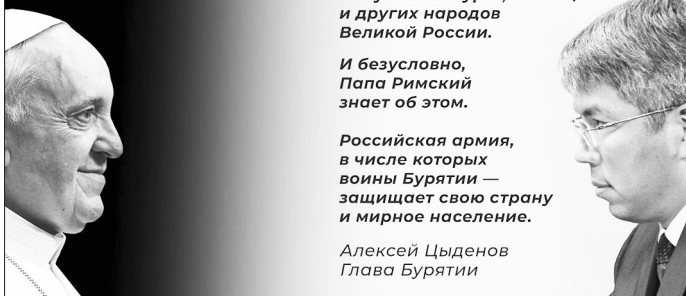 и других народов
Великой России.
И безусловно,
Папа Римский
знает об этом.
Российская армия,
в числе которых
воины Бурятии —
защищает свою страну
и мирное население.
Алексей Цыденов
Глава Бурятии